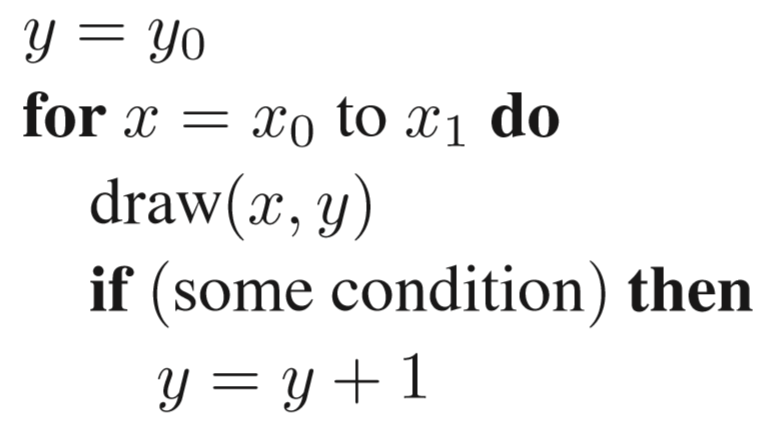 y = y₀
for x = x₀ to x₁ do
draw(x, y)
if (some condition) then
y = y + 1